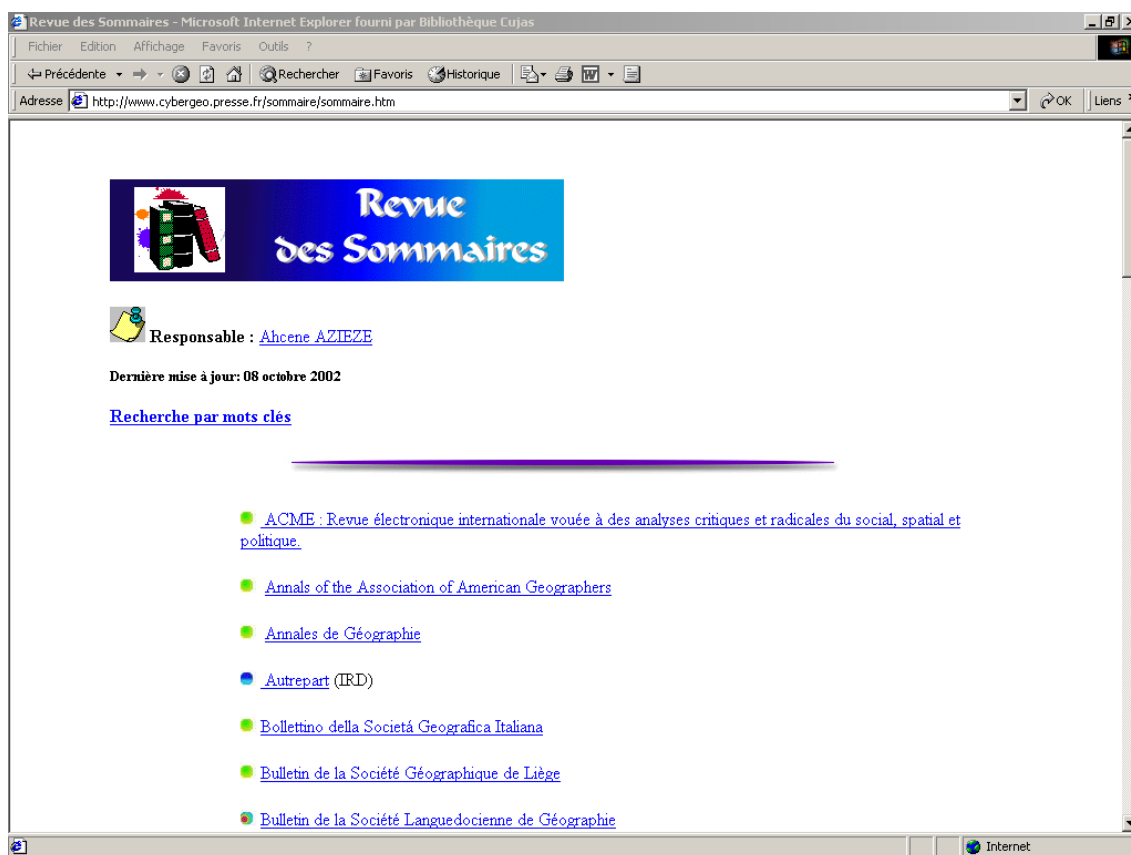 Revue des Sommaires - Microsoft Internet Explorer fourni par Bibliothèque Cujas
Fichier Edition Affichage Favoris Outils ?
Précédente Rechercher Favoris Historique
Adresse http://www.cybergeo.presse.fr/sommaire/sommaire.htm OK Liens
Revue
des Sommaires
Responsable : Ahcene AZIEZE
Dernière mise à jour: 08 octobre 2002
Recherche par mots clés
ACME : Revue électronique internationale vouée à des analyses critiques et radicales du social, spatial et
politique.
Annals of the Association of American Geographers
Annales de Géographie
Autrepart (IRD)
Bollettino della Societá Geografica Italiana
Bulletin de la Société Géographique de Liège
Bulletin de la Société Languedocienne de Géographie
Internet